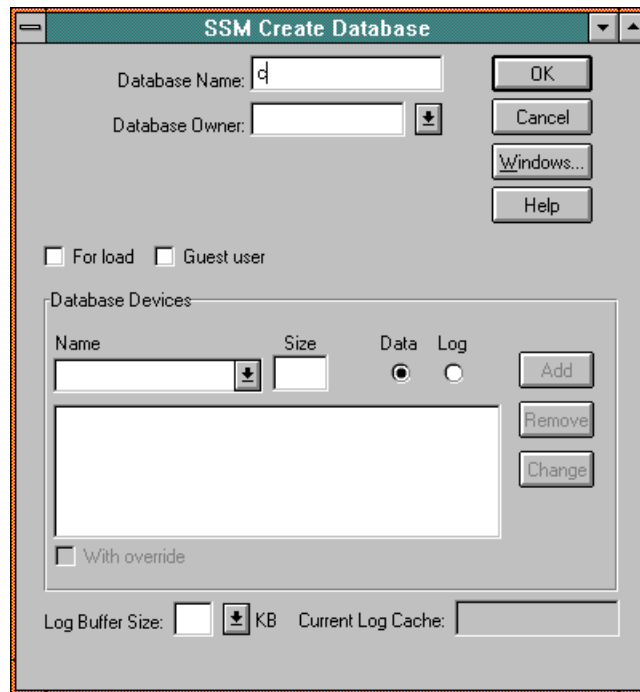 SSM Create Database
Database Name: d
OK
Database Owner:
Cancel
Windows...
Help
For load Guest user
Database Devices
Name Size Data Log
Add
Remove
Change
With override
Log Buffer Size: KB Current Log Cache: